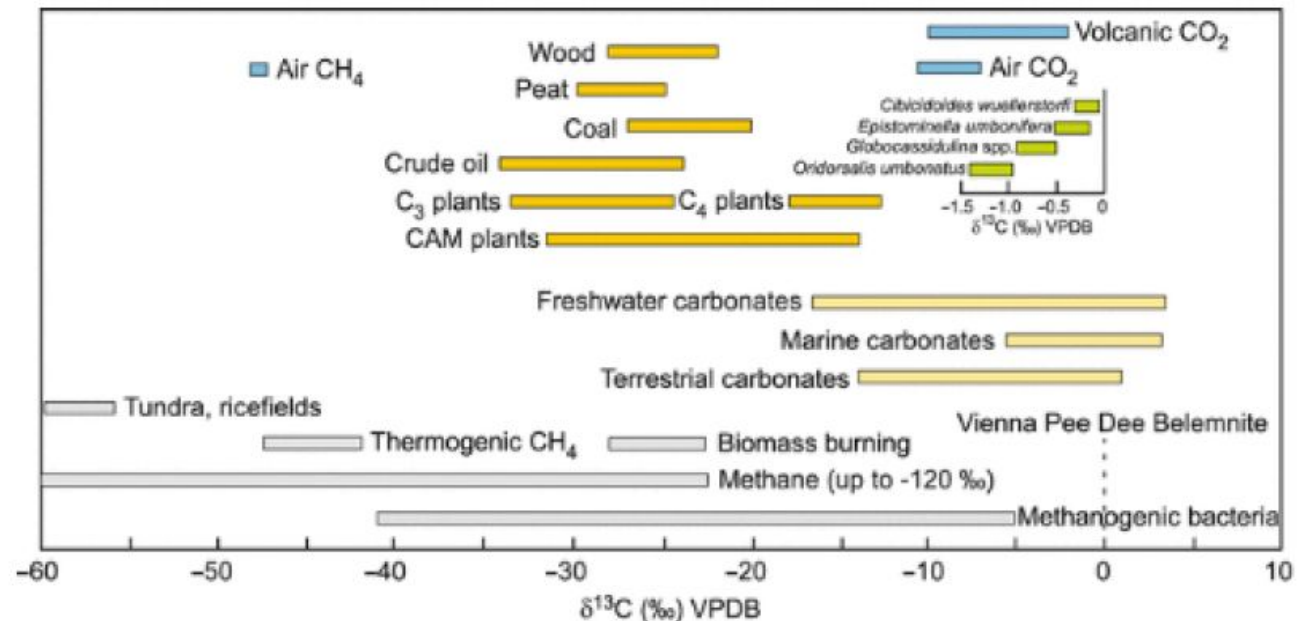 Volcanic CO₂
Wood
Air CH₄
Air CO₂
Peat
Cibicidoides wuellerstorfi
Epistominella umbonifera
Coal
Globocassidulina spp.
Oridorsalis umbonatus
Crude oil
C₃ plants
C₄ plants
–1.5 –1.0 –0.5 0
δ¹³C (‰) VPDB
CAM plants
Freshwater carbonates
Marine carbonates
Terrestrial carbonates
Tundra, ricefields
Vienna Pee Dee Belemnite
Thermogenic CH₄
Biomass burning
Methane (up to -120 ‰)
Methanogenic bacteria
–60 –50 –40 –30 –20 –10 0 10
δ¹³C (‰) VPDB